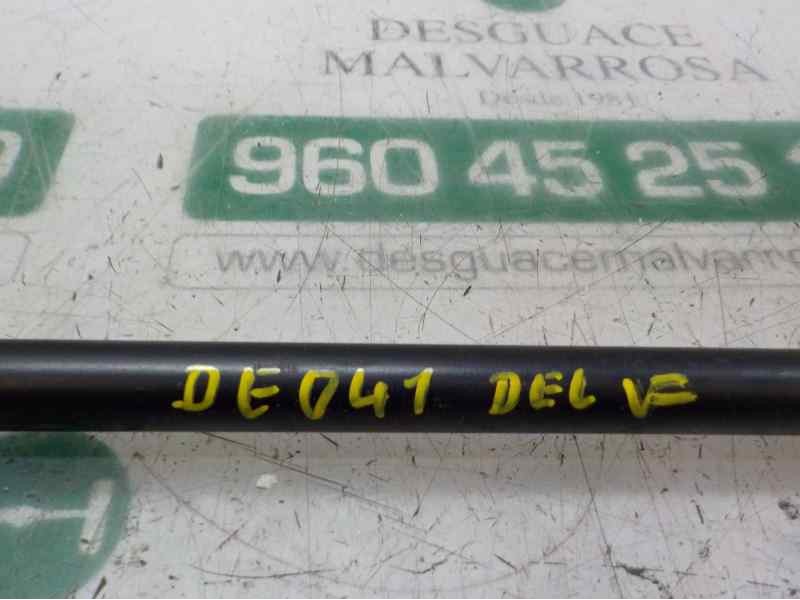 DESGUACE
MALVARROSA
Desde 1981
960 45 25
www.desguacemalvarro
DE041 DEL